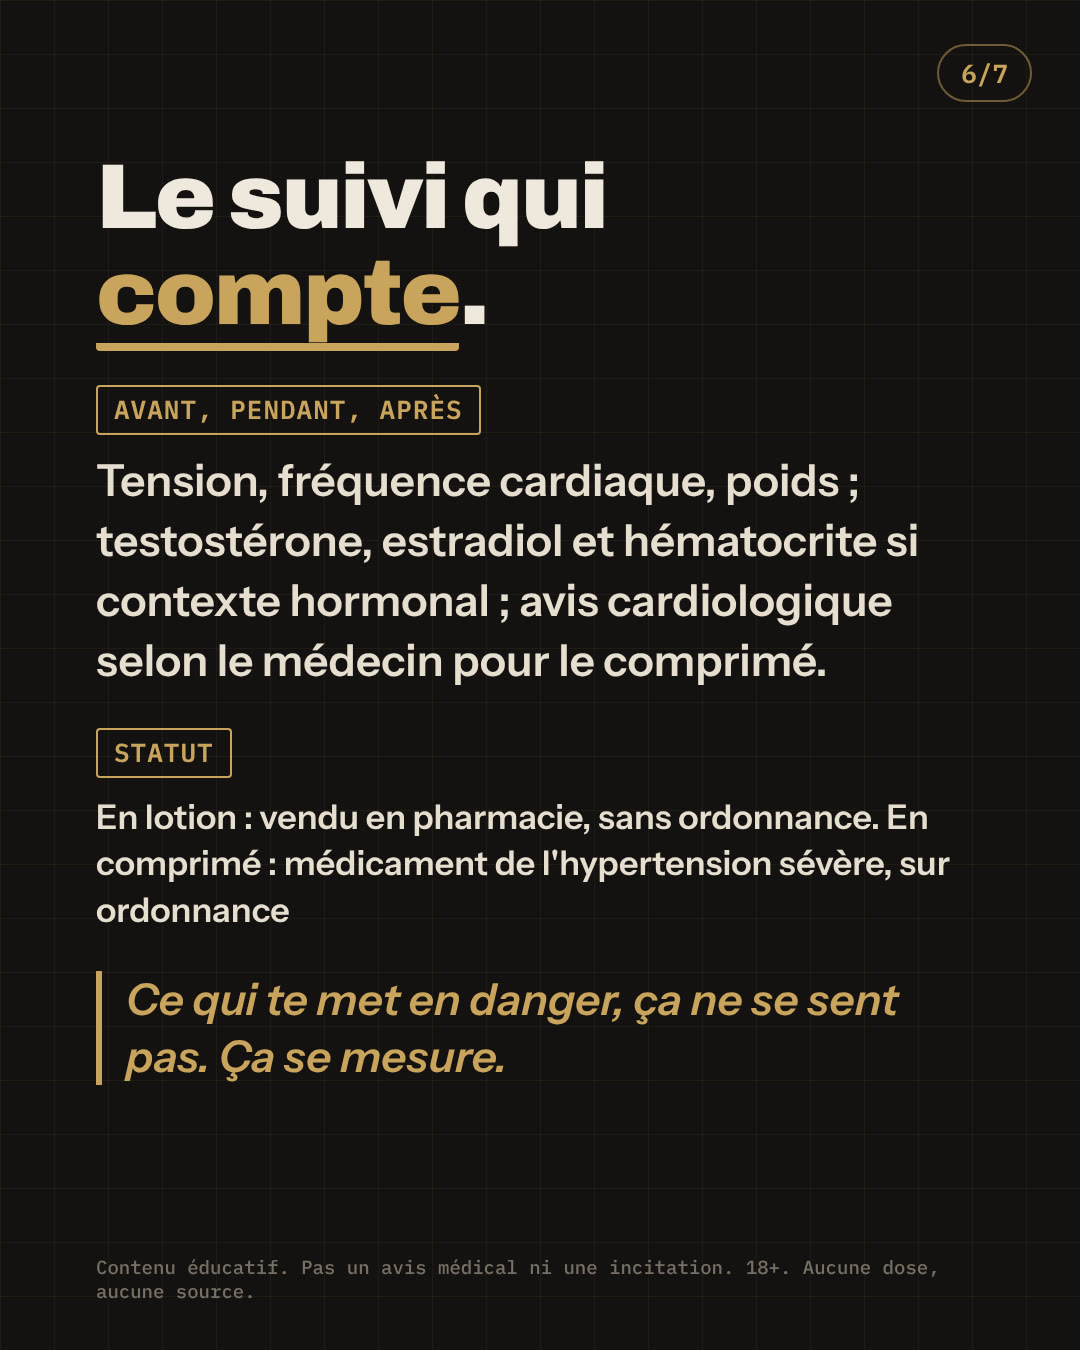 6/7
Le suivi qui
compte.
AVANT, PENDANT, APRÈS
Tension, fréquence cardiaque, poids ;
testostérone, estradiol et hématocrite si
contexte hormonal ; avis cardiologique
selon le médecin pour le comprimé.
STATUT
En lotion : vendu en pharmacie, sans ordonnance. En
comprimé : médicament de l'hypertension sévère, sur
ordonnance
Ce qui te met en danger, ça ne se sent
pas. Ça se mesure.
Contenu éducatif. Pas un avis médical ni une incitation. 18+. Aucune dose,
aucune source.